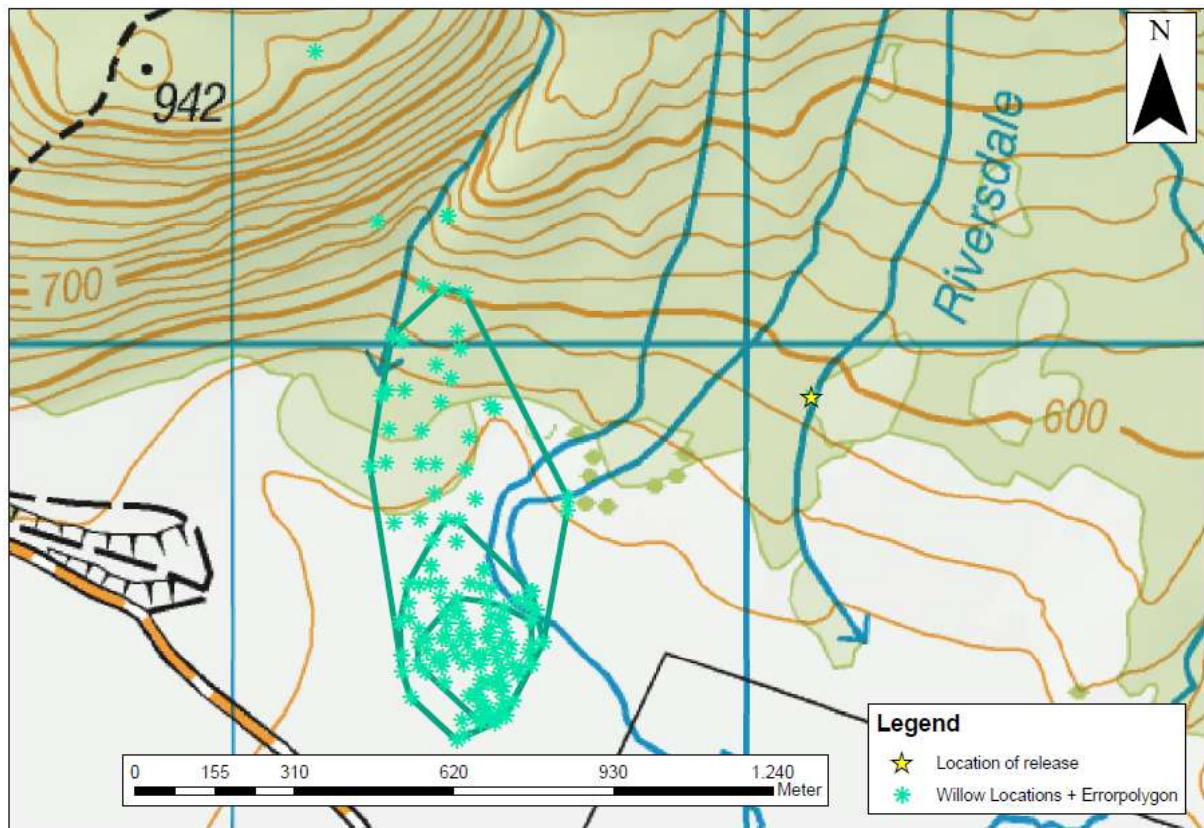 N
942
Riversdale
700
600
Legend
Location of release
Willow Locations + Errorpolygon
0 155 310 620 930 1.240
Meter